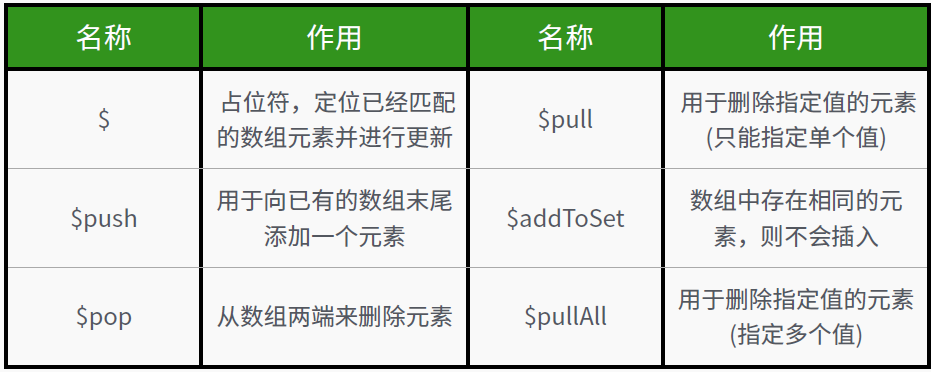 名称
作用
名称
作用
$
占位符，定位已经匹配
的数组元素并进行更新
$pull
用于删除指定值的元素
(只能指定单个值)
$push
用于向已有的数组末尾
添加一个元素
$addToSet
数组中存在相同的元
素，则不会插入
$pop
从数组两端来删除元素
$pullAll
用于删除指定值的元素
(指定多个值)